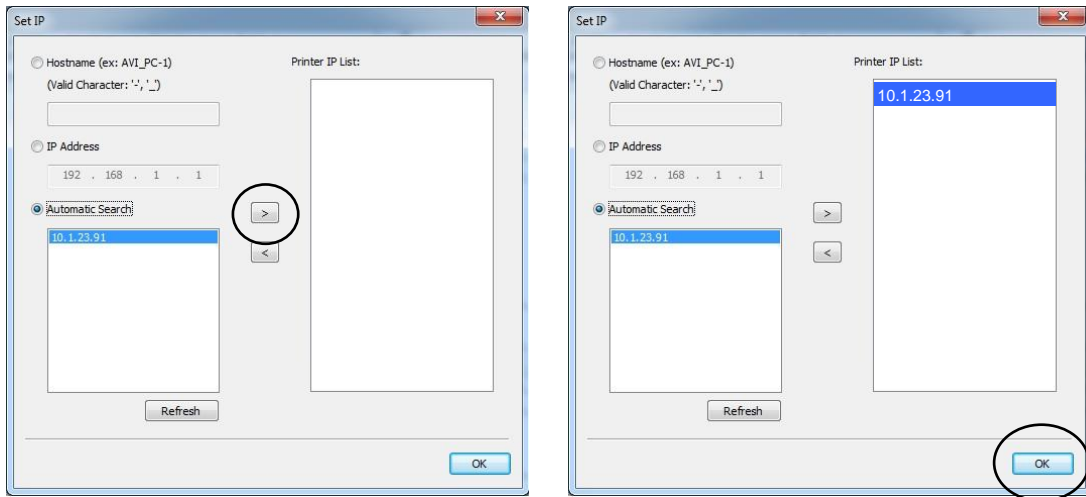 Set IP
Hostname (ex: AVI_PC-1)
(Valid Character: '-', '_')
IP Address
192 . 168 . 1 . 1
Automatic Search
10.1.23.91
Refresh
Printer IP List:
>
<
OK
Set IP
Hostname (ex: AVI_PC-1)
(Valid Character: '-', '_')
IP Address
192 . 168 . 1 . 1
Automatic Search
10.1.23.91
Refresh
Printer IP List:
10.1.23.91
>
<
OK